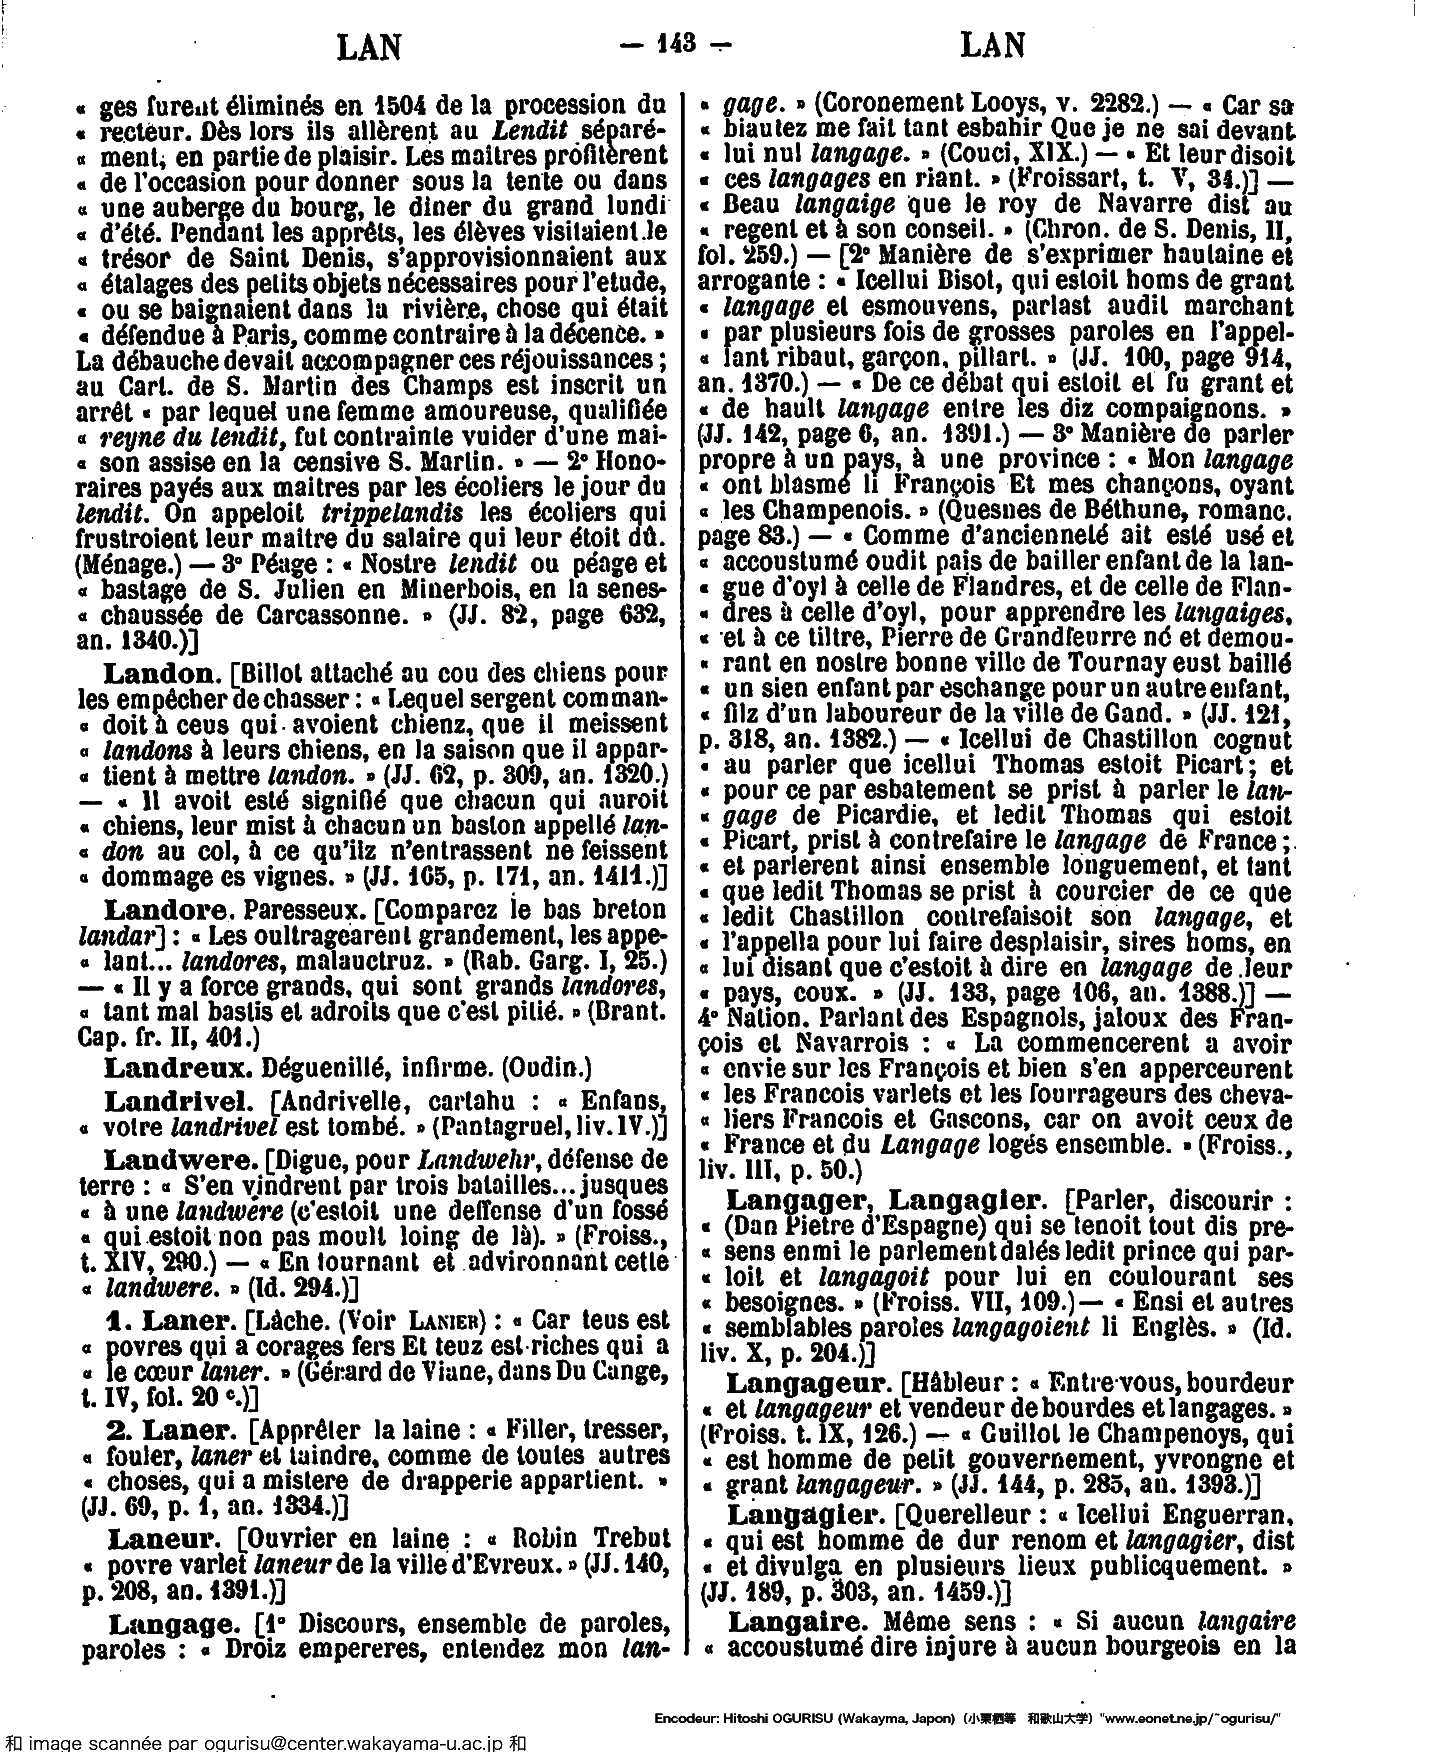 LAN — 143 — LAN
« ges furent éliminés en 1504 de la procession du
« recteur. Dès lors ils allèrent au Lendit séparé-
« ment, en partie de plaisir. Les maitres profitèrent
« de l'occasion pour donner sous la tente ou dans
« une auberge du bourg, le diner du grand lundi
« d'été. Pendant les apprêts, les élèves visitaient le
« trésor de Saint Denis, s'approvisionnaient aux
« étalages des petits objets nécessaires pour l'etude,
« ou se baignaient dans la rivière, chose qui était
« défendue à Paris, comme contraire à la décence. »
La débauche devait accompagner ces réjouissances ;
au Cart. de S. Martin des Champs est inscrit un
arrêt « par lequel une femme amoureuse, qualifiée
« reyne du lendit, fut contrainte vuider d'une mai-
« son assise en la censive S. Martin. » — 2° Hono-
raires payés aux maitres par les écoliers le jour du
lendit. On appeloit trippelandis les écoliers qui
frustroient leur maitre du salaire qui leur étoit dû.
(Ménage.) — 3° Péage : « Nostre lendit ou péage et
« bastage de S. Julien en Minerbois, en la senes-
« chaussée de Carcassonne. » (JJ. 82, page 632,
an. 1340.)]
Landon. [Billot attaché au cou des chiens pour
les empêcher de chasser : « Lequel sergent comman-
« doit à ceus qui avoient chienz, que il meissent
« landons à leurs chiens, en la saison que il appar-
« tient à mettre landon. » (JJ. 62, p. 309, an. 1320.)
— « Il avoit esté signifié que chacun qui auroit
« chiens, leur mist à chacun un baston appellé lan-
« don au col, à ce qu'ilz n'entrassent ne feissent
« dommage es vignes. » (JJ. 165, p. 171, an. 1411.)]
Landore. Paresseux. [Comparez le bas breton
landar] : « Les oultragearent grandement, les appe-
« lant... landores, malauctruz. » (Rab. Garg. I, 25.)
— « Il y a force grands, qui sont grands landores,
« tant mal bastis et adroits que c'est pitié. » (Brant.
Cap. fr. II, 401.)
Landreux. Déguenillé, infirme. (Oudin.)
Landrivel. [Andrivelle, cartahu : « Enfans,
« votre landrivel est tombé. » (Pantagruel, liv. IV.)]
Landwere. [Digue, pour Landwehr, défense de
terre : « S'en vindrent par trois batailles... jusques
« à une landwère (c'estoit une deffense d'un fossé
« qui estoit non pas moult loing de là). » (Froiss.,
t. XIV, 290.) — « En tournant et advironnant cette
« landwere. » (Id. 294.)]
1. Laner. [Lâche. (Voir LANIER) : « Car teus est
« povres qui a corages fers Et teuz est riches qui a
« le cœur laner. » (Gérard de Viane, dans Du Cange,
t. IV, fol. 20 c.)]
2. Laner. [Apprêter la laine : « Filler, tresser,
« fouler, laner et taindre, comme de toutes autres
« choses, qui a mistere de drapperie appartient. »
(JJ. 69, p. 1, an. 1334.)]
Laneur. [Ouvrier en laine : « Robin Trebut
« povre varlet laneur de la ville d'Evreux. » (JJ. 140,
p. 208, an. 1391.)]
Langage. [1° Discours, ensemble de paroles,
paroles : « Droiz empereres, entendez mon lan-
« gage. » (Coronement Looys, v. 2282.) — « Car sa
« biautez me fait tant esbahir Que je ne sai devant
« lui nul langage. » (Couci, XIX.) — « Et leur disoit
« ces langages en riant. » (Froissart, t. V, 34.)] —
« Beau langaige que le roy de Navarre dist au
« regent et à son conseil. » (Chron. de S. Denis, II,
fol. 259.) — [2° Manière de s'exprimer hautaine et
arrogante : « Icellui Bisot, qui estoit homs de grant
« langage et esmouvens, parlast audit marchant
« par plusieurs fois de grosses paroles en l'appel-
« lant ribaut, garçon, pillart. » (JJ. 100, page 914,
an. 1370.) — « De ce débat qui estoit et fu grant et
« de hault langage entre les diz compaignons. »
(JJ. 142, page 6, an. 1391.) — 3° Manière de parler
propre à un pays, à une province : « Mon langage
« ont blasmé li François Et mes chançons, oyant
« les Champenois. » (Quesnes de Béthune, romanc.
page 83.) — « Comme d'ancienneté ait esté usé et
« accoustumé oudit pais de bailler enfant de la lan-
« gue d'oyl à celle de Flandres, et de celle de Flan-
« dres à celle d'oyl, pour apprendre les langaiges,
« et à ce tiltre, Pierre de Grandfeurre né et demou-
« rant en nostre bonne ville de Tournay eust baillé
« un sien enfant par eschange pour un autre enfant,
« filz d'un laboureur de la ville de Gand. » (JJ. 121,
p. 318, an. 1382.) — « Icellui de Chastillon cognut
« au parler que icellui Thomas estoit Picart ; et
« pour ce par esbatement se prist à parler le lan-
« gage de Picardie, et ledit Thomas qui estoit
« Picart, prist à contrefaire le langage de France ;
« et parlerent ainsi ensemble longuement, et tant
« que ledit Thomas se prist à courcier de ce que
« ledit Chastillon contrefaisoit son langage, et
« l'appella pour lui faire desplaisir, sires homs, en
« lui disant que c'estoit à dire en langage de leur
« pays, coux. » (JJ. 133, page 106, an. 1388.)] —
4° Nation. Parlant des Espagnols, jaloux des Fran-
çois et Navarrois : « La commencerent a avoir
« envie sur les François et bien s'en apperceurent
« les Francois varlets et les fourrageurs des cheva-
« liers Francois et Gascons, car on avoit ceux de
« France et du Langage logés ensemble. » (Froiss.,
liv. III, p. 50.)
Langager, Langagier. [Parler, discourir :
« (Dan Pietre d'Espagne) qui se tenoit tout dis pre-
« sens enmi le parlement dalés ledit prince qui par-
« loit et langagoit pour lui en coulourant ses
« besoignes. » (Froiss. VII, 109.) — « Ensi et autres
« semblables paroles langagoient li Englès. » (Id.
liv. X, p. 204.)]
Langageur. [Hâbleur : « Entre vous, bourdeur
« et langageur et vendeur de bourdes et langages. »
(Froiss. t. IX, 126.) — « Guillot le Champenoys, qui
« est homme de petit gouvernement, yvrongne et
« grant langageur. » (JJ. 144, p. 285, an. 1393.)]
Langagier. [Querelleur : « Icellui Enguerran,
« qui est homme de dur renom et langagier, dist
« et divulga en plusieurs lieux publicquement. »
(JJ. 189, p. 303, an. 1459.)]
Langaire. Même sens : « Si aucun langaire
« accoustumé dire injure à aucun bourgeois en la
Encodeur: Hitoshi OGURISU (Wakayma, Japon) (小栗栖等 和歌山大学) "www.eonet.ne.jp/~ogurisu/"
和 image scannée par ogurisu@center.wakayama-u.ac.jp 和